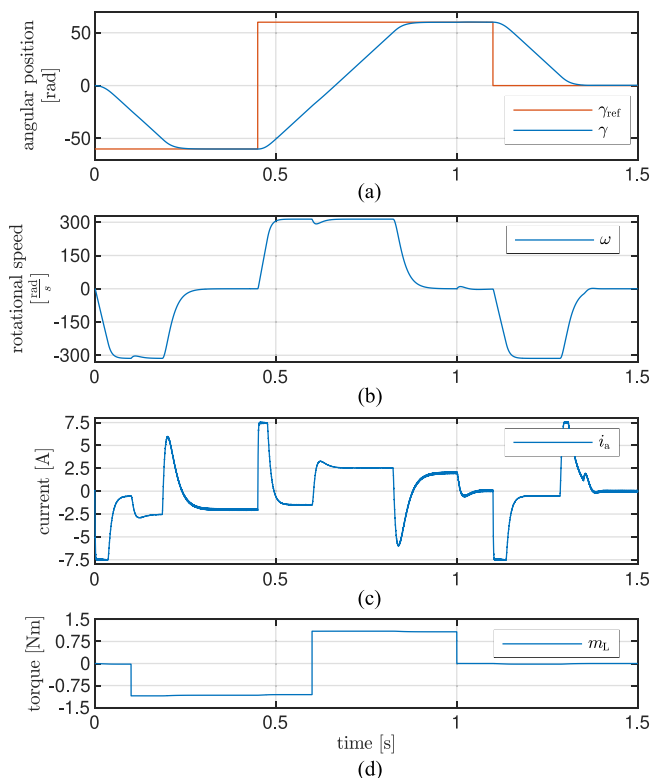 angular position
[rad]
50
0
-50
γref
γ
0
0.5
1
1.5
(a)
rotational speed
[rad/s]
300
150
0
-150
-300
ω
0
0.5
1
1.5
(b)
current [A]
7.5
2.5
0
-2.5
-7.5
ia
0
0.5
1
1.5
(c)
torque [Nm]
1.5
0.75
0
-0.75
-1.5
mL
0
0.5
1
1.5
time [s]
(d)